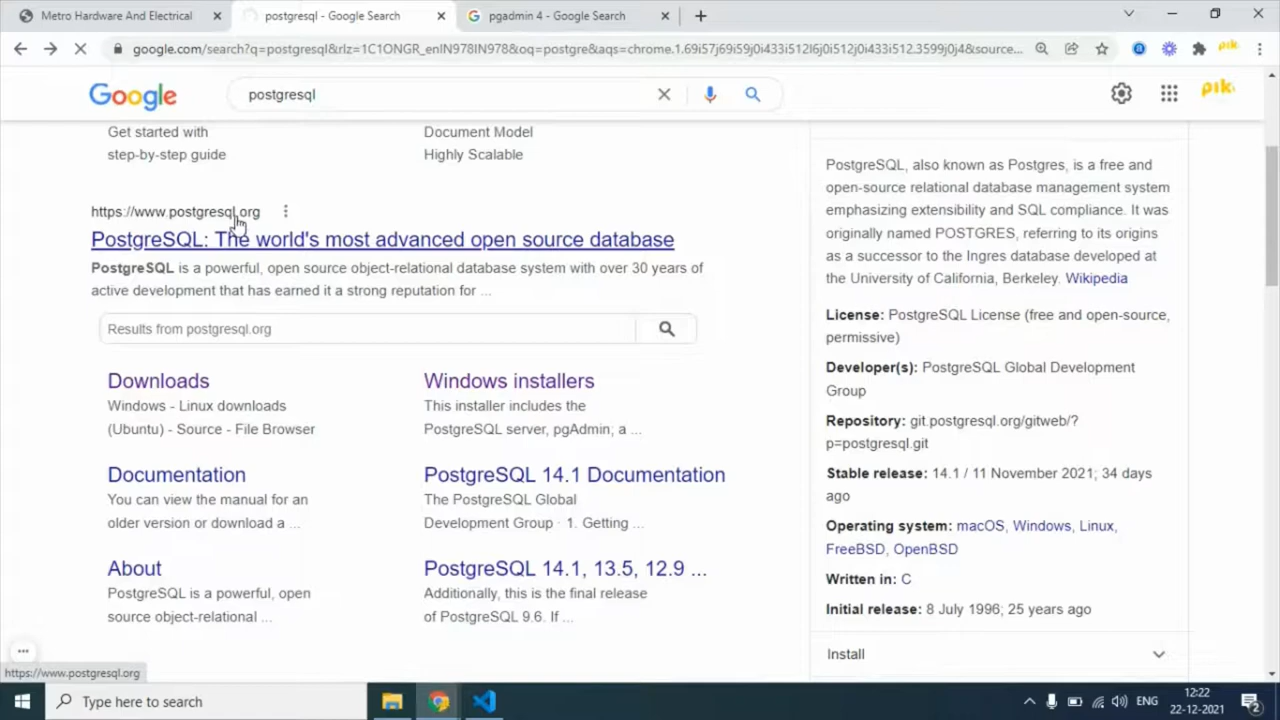 Metro Hardware And Electrical
postgresql - Google Search
pgadmin 4 - Google Search
google.com/search?q=postgresql&rlz=1C1ONGR_enIN978IN978&oq=postgre&aqs=chrome.1.69i57j69i59j0i433i512l6j0i512j0i433i512.3599j0j4&source...
pik
Google
postgresql
pik
Get started with
step-by-step guide
Document Model
Highly Scalable
https://www.postgresql.org
PostgreSQL: The world's most advanced open source database
PostgreSQL is a powerful, open source object-relational database system with over 30 years of
active development that has earned it a strong reputation for ...
Results from postgresql.org
Downloads
Windows - Linux downloads
(Ubuntu) - Source - File Browser
Windows installers
This installer includes the
PostgreSQL server, pgAdmin; a ...
Documentation
You can view the manual for an
older version or download a ...
PostgreSQL 14.1 Documentation
The PostgreSQL Global
Development Group · 1. Getting ...
About
PostgreSQL is a powerful, open
source object-relational ...
PostgreSQL 14.1, 13.5, 12.9 ...
Additionally, this is the final release
of PostgreSQL 9.6. If ...
PostgreSQL, also known as Postgres, is a free and
open-source relational database management system
emphasizing extensibility and SQL compliance. It was
originally named POSTGRES, referring to its origins
as a successor to the Ingres database developed at
the University of California, Berkeley. Wikipedia
License: PostgreSQL License (free and open-source,
permissive)
Developer(s): PostgreSQL Global Development
Group
Repository: git.postgresql.org/gitweb/?
p=postgresql.git
Stable release: 14.1 / 11 November 2021; 34 days
ago
Operating system: macOS, Windows, Linux,
FreeBSD, OpenBSD
Written in: C
Initial release: 8 July 1996; 25 years ago
Install
https://www.postgresql.org
Type here to search
ENG
12:22
22-12-2021
2